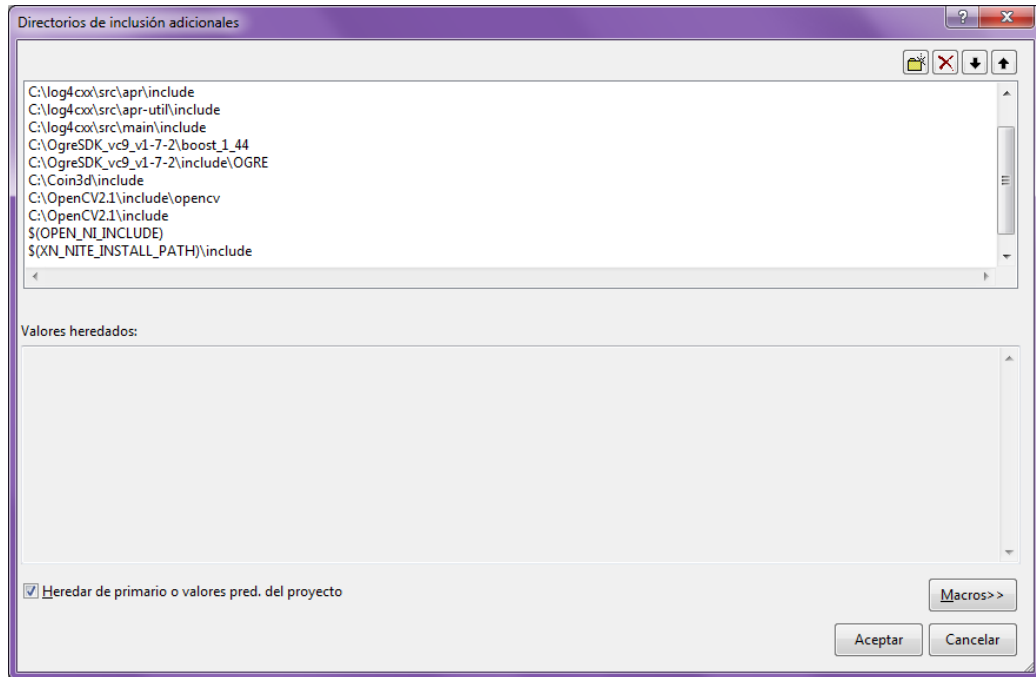 Directorios de inclusión adicionales
C:\log4cxx\src\apr\include
C:\log4cxx\src\apr-util\include
C:\log4cxx\src\main\include
C:\OgreSDK_vc9_v1-7-2\boost_1_44
C:\OgreSDK_vc9_v1-7-2\include\OGRE
C:\Coin3d\include
C:\OpenCV2.1\include\opencv
C:\OpenCV2.1\include
$(OPEN_NI_INCLUDE)
$(XN_NITE_INSTALL_PATH)\include
Valores heredados:
Heredar de primario o valores pred. del proyecto
Macros>>
Aceptar
Cancelar